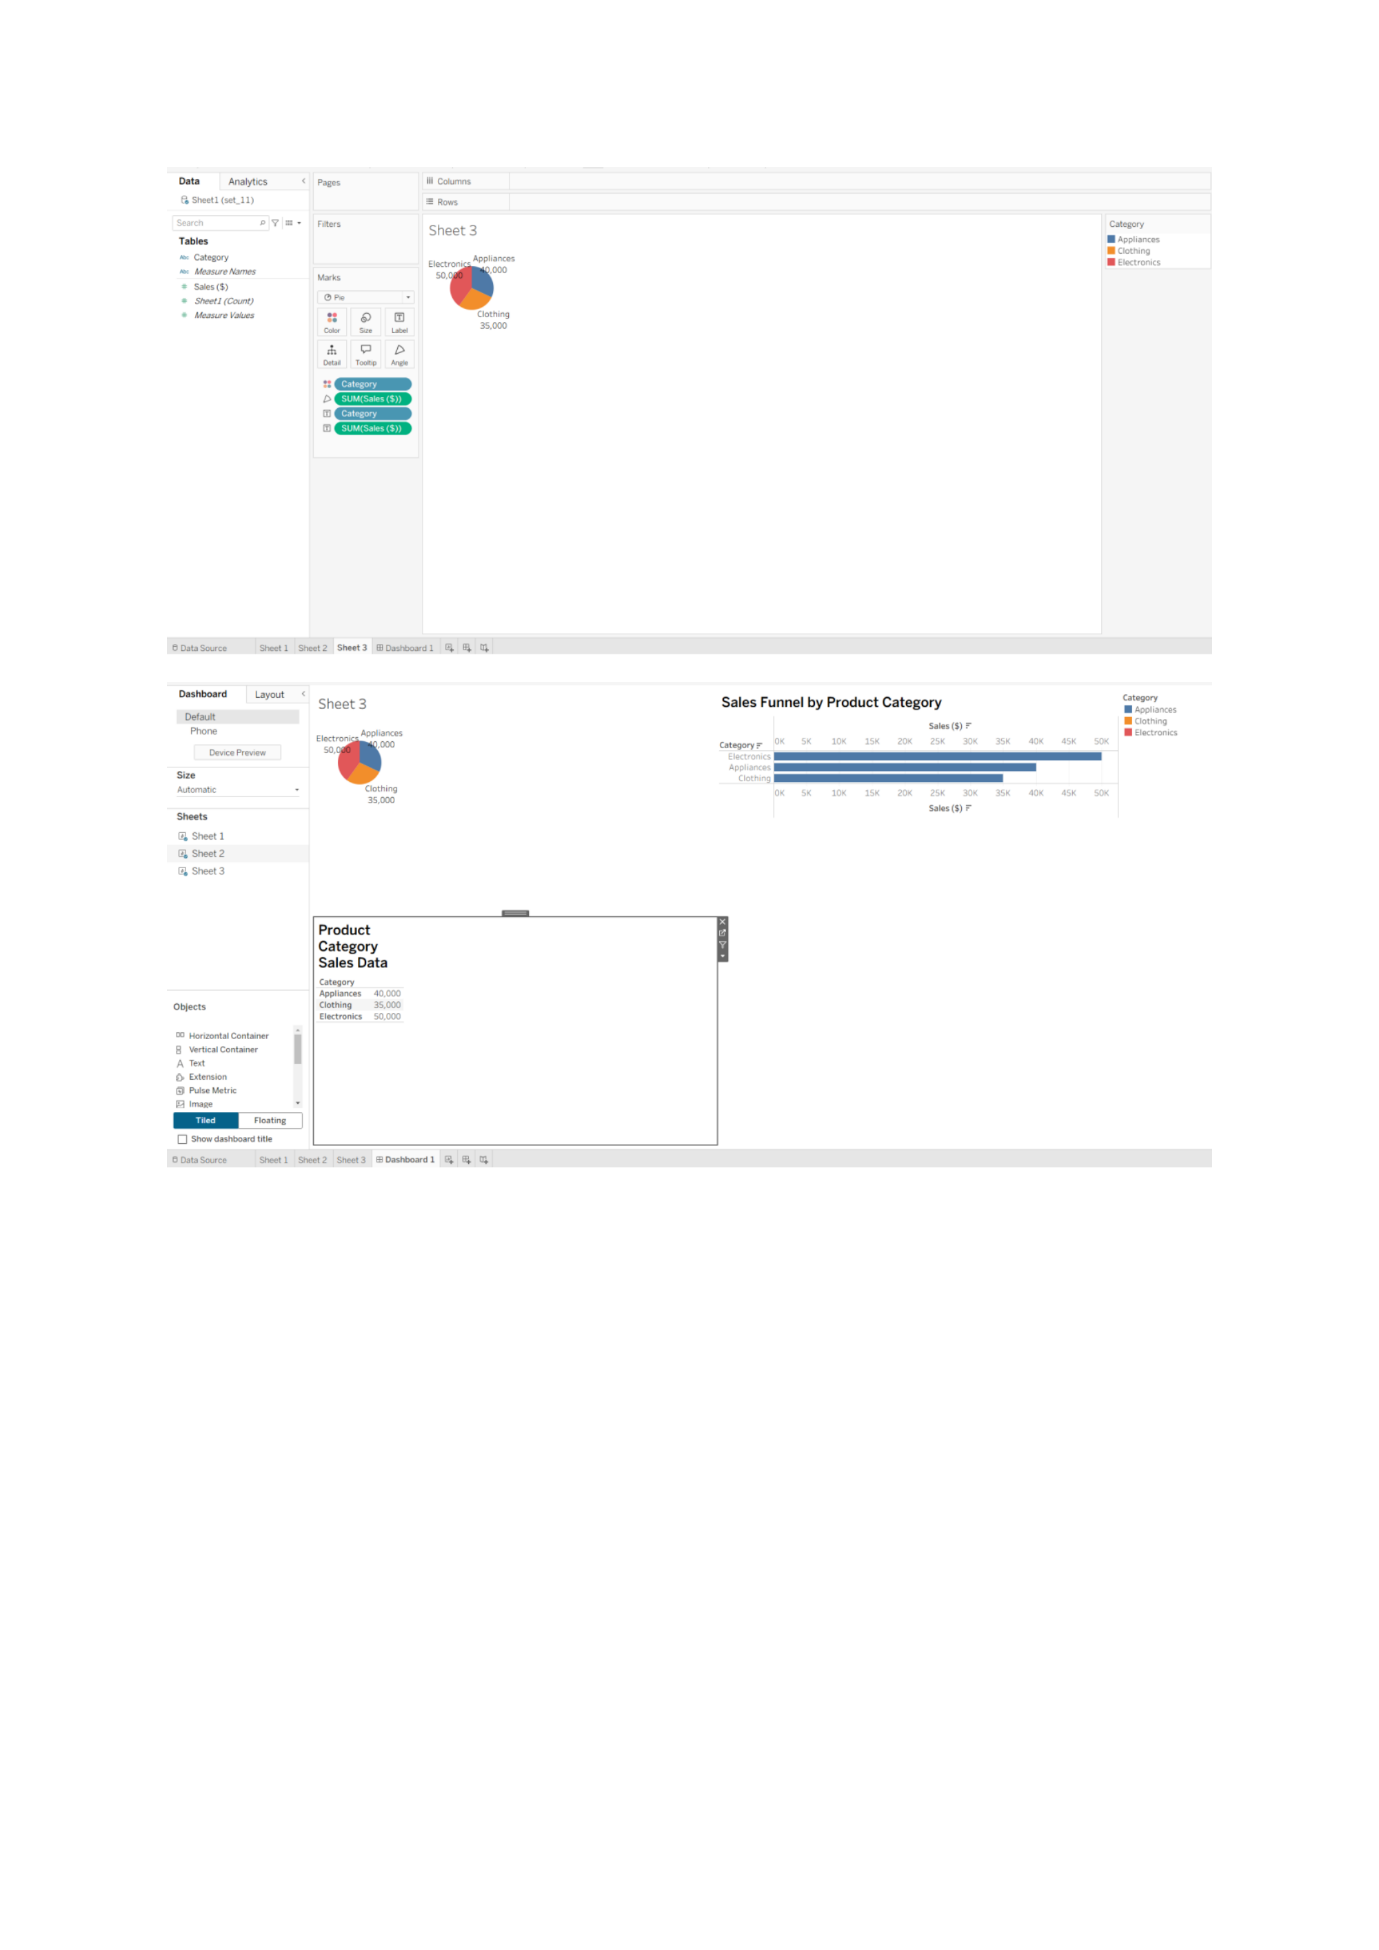 Data Analytics
Sheet1 (set_11)
Search
Tables
Abc Category
Abc Measure Names
Sales ($)
Sheet1 (Count)
Measure Values
Pages
Filters
Marks
Pie
Color Size Label
Detail Tooltip Angle
Category
SUM(Sales ($))
Category
SUM(Sales ($))
Columns
Rows
Sheet 3
Electronics
50,000
Appliances
40,000
Clothing
35,000
Category
Appliances
Clothing
Electronics
Data Source Sheet 1 Sheet 2 Sheet 3 Dashboard 1
Dashboard Layout
Default
Phone
Device Preview
Size
Automatic
Sheets
Sheet 1
Sheet 2
Sheet 3
Objects
Horizontal Container
Vertical Container
Text
Extension
Pulse Metric
Image
Tiled Floating
Show dashboard title
Sheet 3
Electronics
50,000
Appliances
40,000
Clothing
35,000
Sales Funnel by Product Category
Sales ($)
Category
0K 5K 10K 15K 20K 25K 30K 35K 40K 45K 50K
Electronics
Appliances
Clothing
0K 5K 10K 15K 20K 25K 30K 35K 40K 45K 50K
Sales ($)
Category
Appliances
Clothing
Electronics
Product
Category
Sales Data
Category
Appliances 40,000
Clothing 35,000
Electronics 50,000
Data Source Sheet 1 Sheet 2 Sheet 3 Dashboard 1